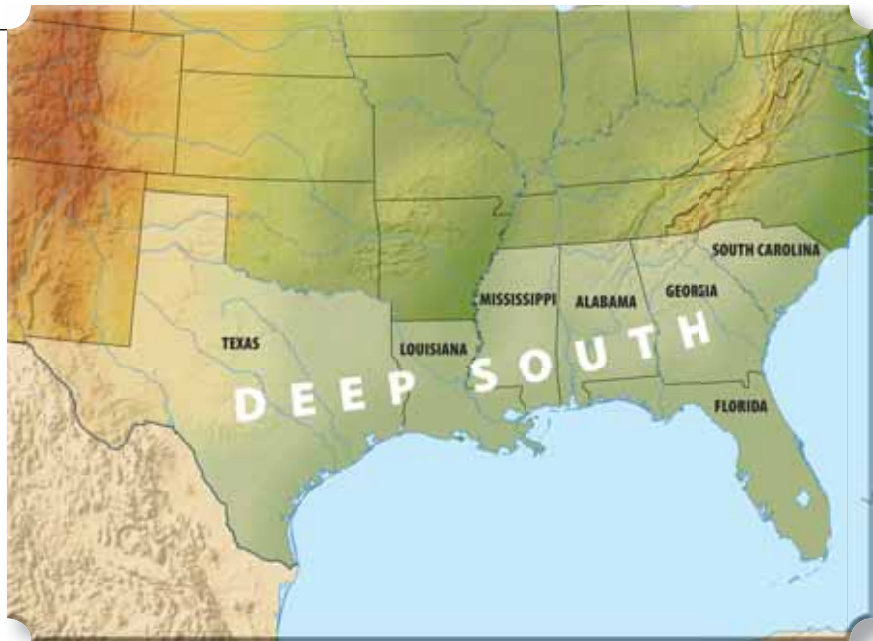 SOUTH CAROLINA
GEORGIA
MISSISSIPPI
ALABAMA
TEXAS
LOUISIANA
DEEP SOUTH
FLORIDA